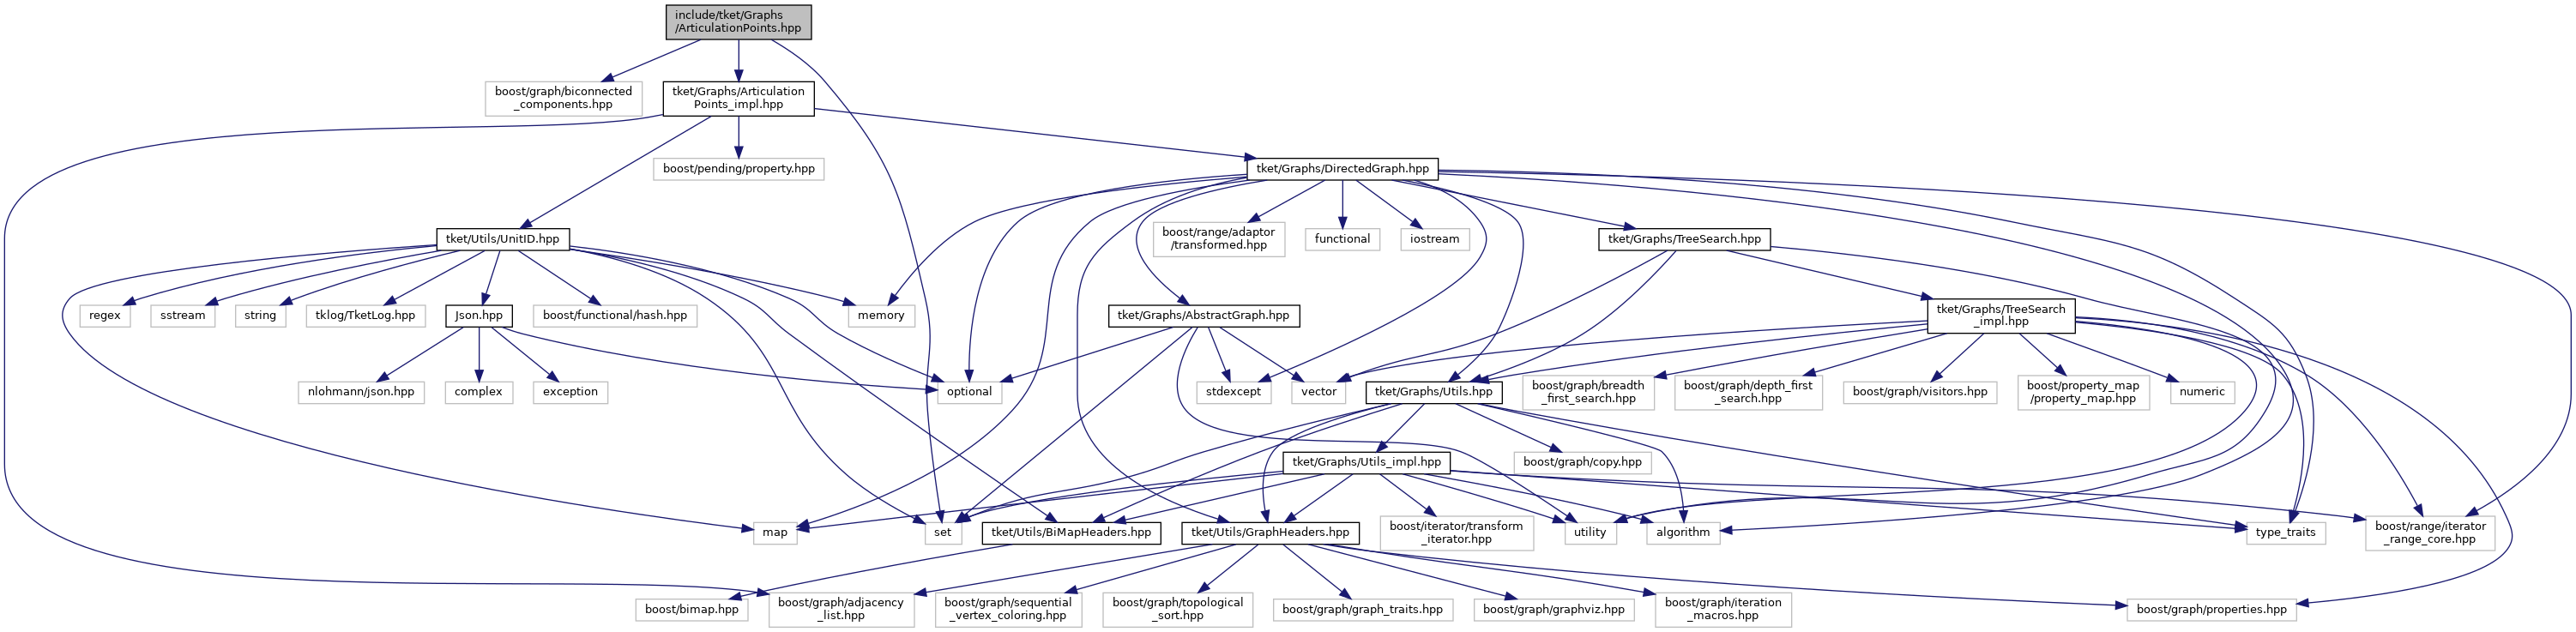 include/tket/Graphs
/ArticulationPoints.hpp
boost/graph/biconnected
_components.hpp
tket/Graphs/Articulation
Points_impl.hpp
boost/pending/property.hpp
tket/Graphs/DirectedGraph.hpp
tket/Utils/UnitID.hpp
boost/range/adaptor
/transformed.hpp
functional
iostream
tket/Graphs/TreeSearch.hpp
regex
sstream
string
tklog/TketLog.hpp
Json.hpp
boost/functional/hash.hpp
memory
tket/Graphs/AbstractGraph.hpp
tket/Graphs/TreeSearch
_impl.hpp
nlohmann/json.hpp
complex
exception
optional
stdexcept
vector
tket/Graphs/Utils.hpp
boost/graph/breadth
_first_search.hpp
boost/graph/depth_first
_search.hpp
boost/graph/visitors.hpp
boost/property_map
/property_map.hpp
numeric
tket/Graphs/Utils_impl.hpp
boost/graph/copy.hpp
map
set
tket/Utils/BiMapHeaders.hpp
tket/Utils/GraphHeaders.hpp
boost/iterator/transform
_iterator.hpp
utility
algorithm
type_traits
boost/range/iterator
_range_core.hpp
boost/bimap.hpp
boost/graph/adjacency
_list.hpp
boost/graph/sequential
_vertex_coloring.hpp
boost/graph/topological
_sort.hpp
boost/graph/graph_traits.hpp
boost/graph/graphviz.hpp
boost/graph/iteration
_macros.hpp
boost/graph/properties.hpp